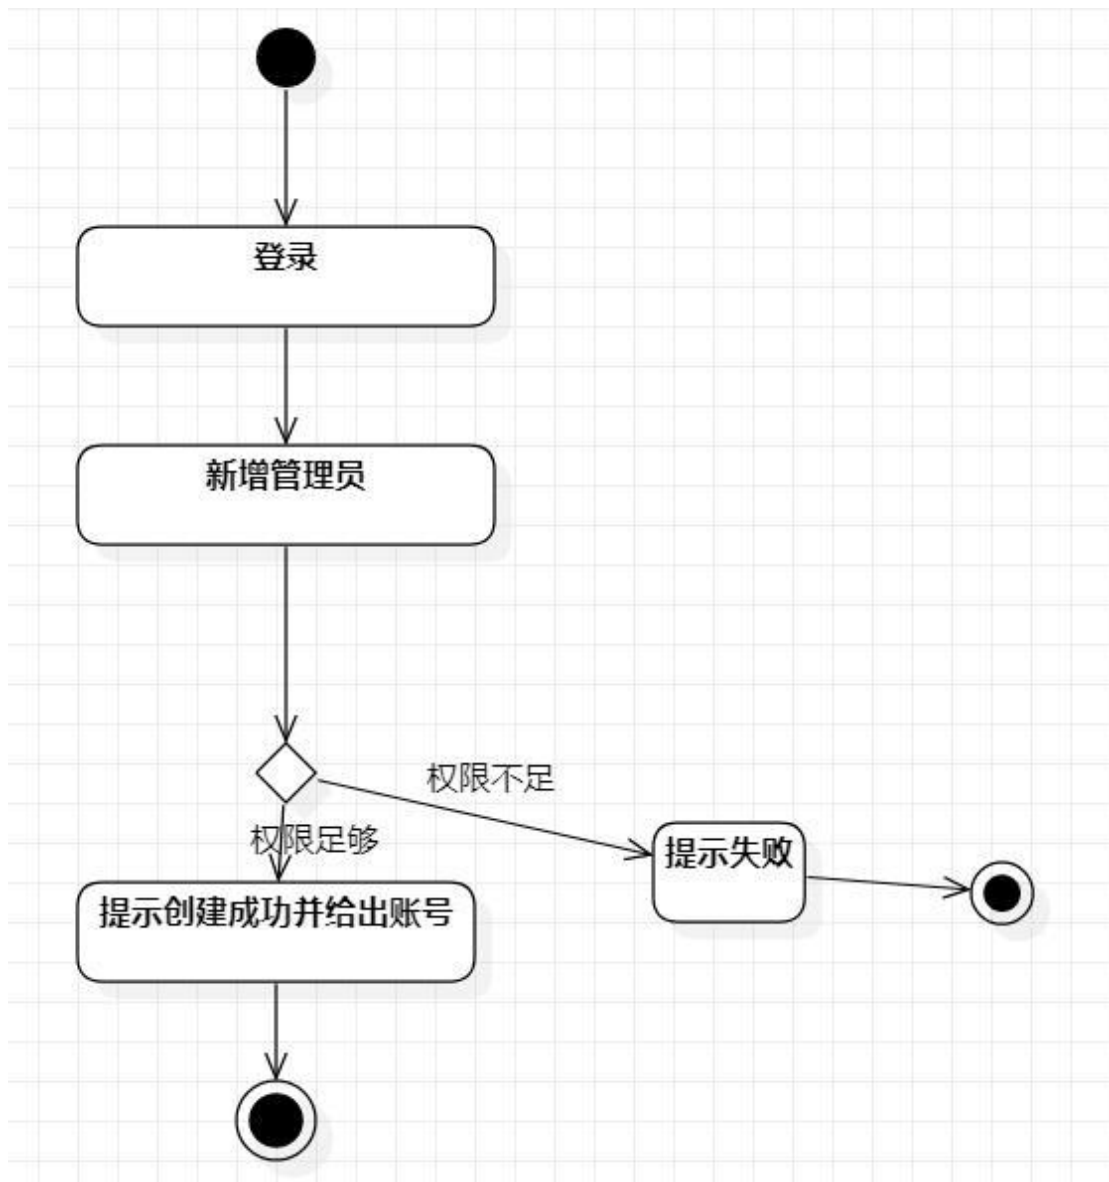 登录
新增管理员
权限不足
权限足够
提示失败
提示创建成功并给出账号